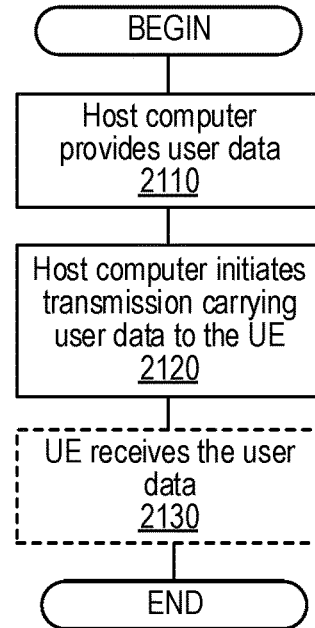 BEGIN
Host computer
provides user data
2110
Host computer initiates
transmission carrying
user data to the UE
2120
UE receives the user
data
2130
END